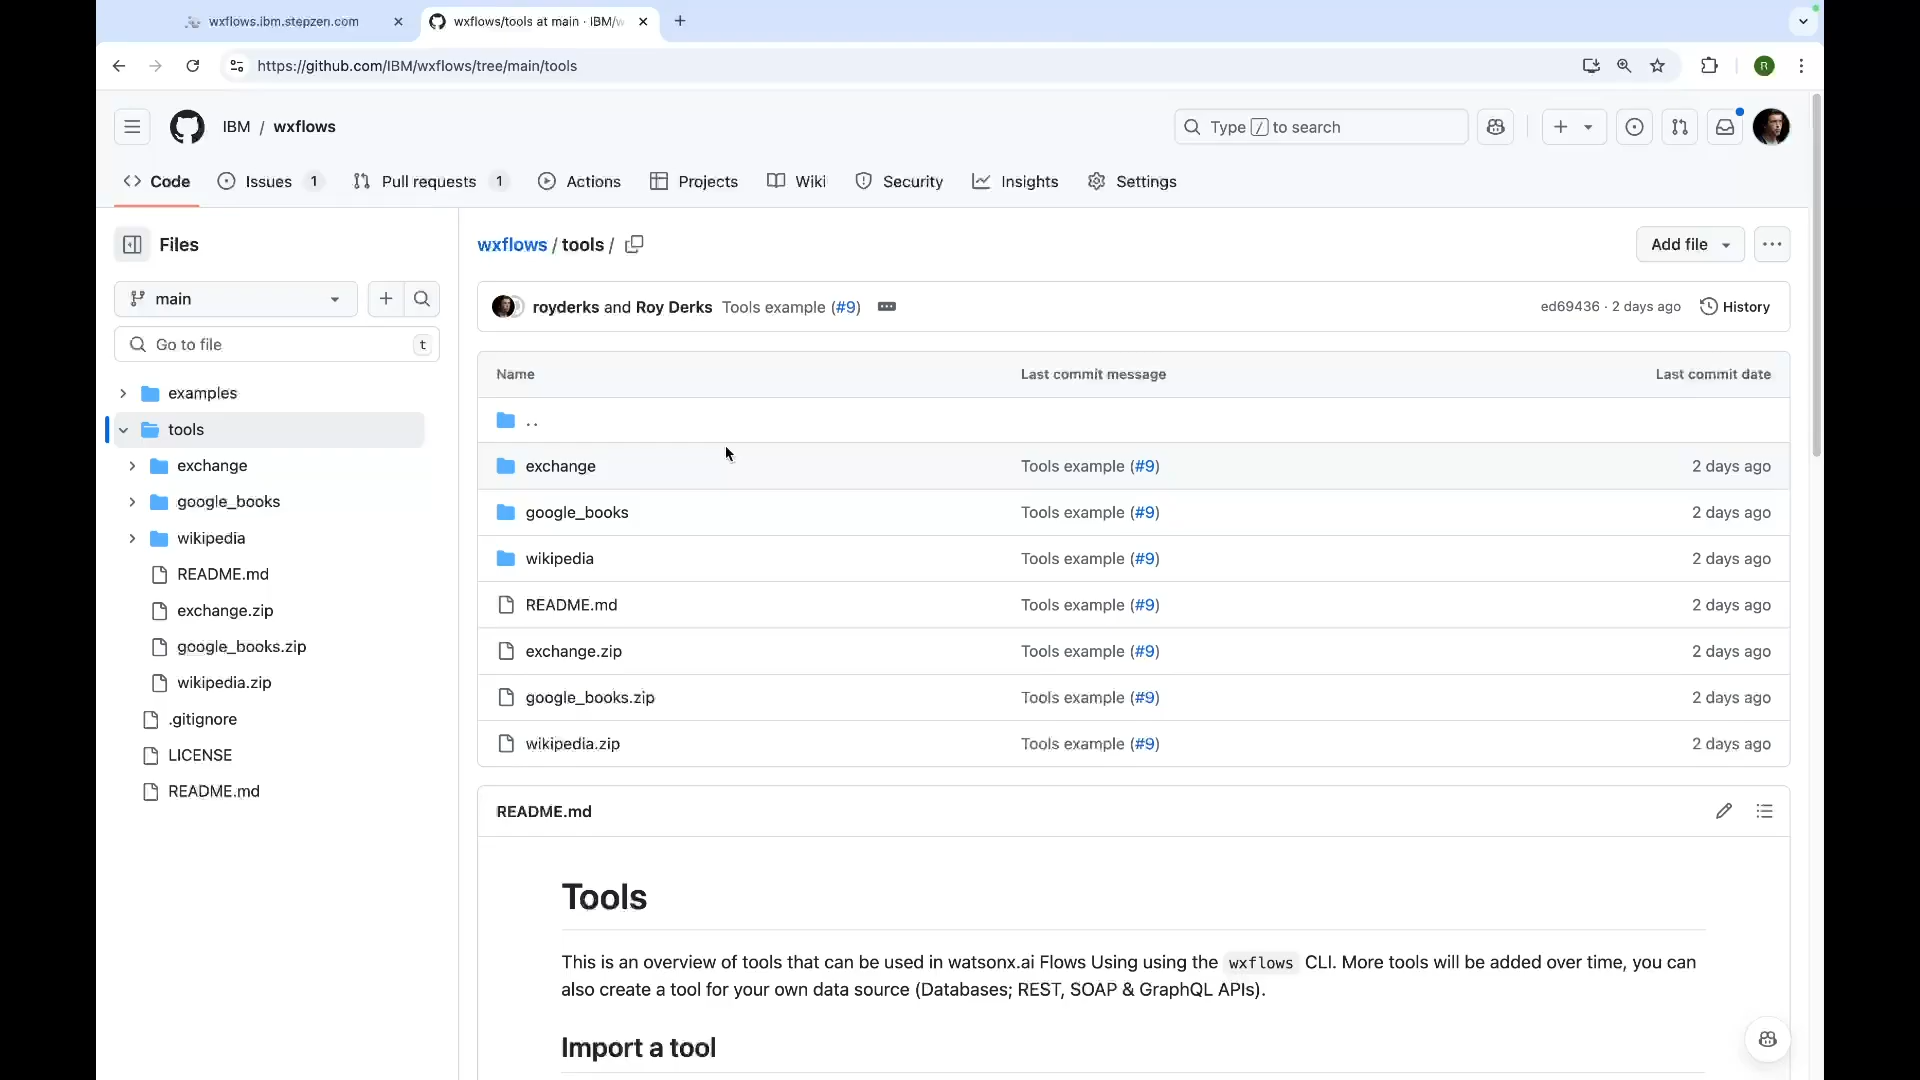 wxflows.ibm.stepzen.com
wxflows/tools at main · IBM/w
https://github.com/IBM/wxflows/tree/main/tools
R
IBM / wxflows
Type / to search
Code
Issues 1
Pull requests 1
Actions
Projects
Wiki
Security
Insights
Settings
Files
main
Go to file
t
examples
tools
exchange
google_books
wikipedia
README.md
exchange.zip
google_books.zip
wikipedia.zip
.gitignore
LICENSE
README.md
wxflows / tools /
Add file
royderks and Roy Derks Tools example (#9)
ed69436 · 2 days ago
History
Name Last commit message Last commit date
..
exchange Tools example (#9) 2 days ago
google_books Tools example (#9) 2 days ago
wikipedia Tools example (#9) 2 days ago
README.md Tools example (#9) 2 days ago
exchange.zip Tools example (#9) 2 days ago
google_books.zip Tools example (#9) 2 days ago
wikipedia.zip Tools example (#9) 2 days ago
README.md
Tools
This is an overview of tools that can be used in watsonx.ai Flows Using using the wxflows CLI. More tools will be added over time, you can
also create a tool for your own data source (Databases; REST, SOAP & GraphQL APIs).
Import a tool